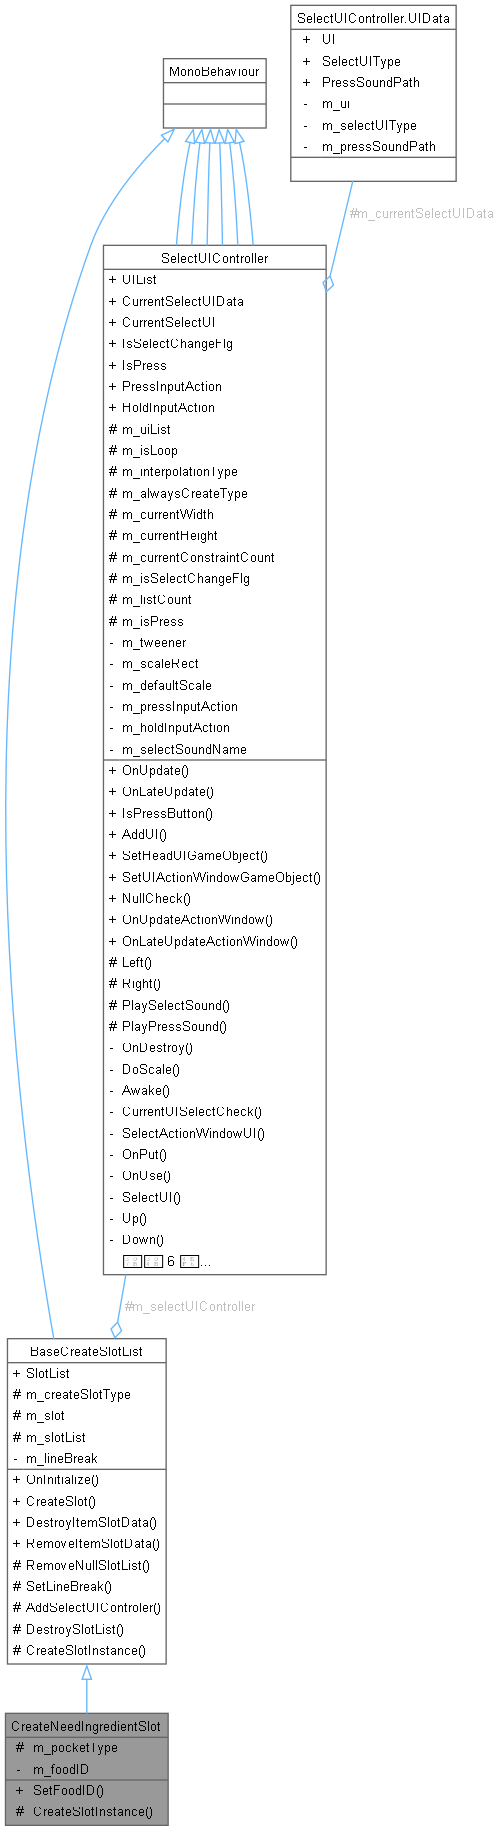 SelectUIController.UIData
+ UI
+ SelectUIType
+ PressSoundPath
- m_ui
- m_selectUIType
- m_pressSoundPath
MonoBehaviour
#m_currentSelectUIData
SelectUIController
+ UIList
+ CurrentSelectUIData
+ CurrentSelectUI
+ IsSelectChangeFlg
+ IsPress
+ PressInputAction
+ HoldInputAction
# m_uiList
# m_isLoop
# m_interpolationType
# m_alwaysCreateType
# m_currentWidth
# m_currentHeight
# m_currentConstraintCount
# m_isSelectChangeFlg
# m_listCount
# m_isPress
- m_tweener
- m_scaleRect
- m_defaultScale
- m_pressInputAction
- m_holdInputAction
- m_selectSoundName
+ OnUpdate()
+ OnLateUpdate()
+ IsPressButton()
+ AddUI()
+ SetHeadUIGameObject()
+ SetUIActionWindowGameObject()
+ NullCheck()
+ OnUpdateActionWindow()
+ OnLateUpdateActionWindow()
# Left()
# Right()
# PlaySelectSound()
# PlayPressSound()
- OnDestroy()
- DoScale()
- Awake()
- CurrentUISelectCheck()
- SelectActionWindowUI()
- OnPut()
- OnUse()
- SelectUI()
- Up()
- Down()
6 ...
#m_selectUIController
BaseCreateSlotList
+ SlotList
# m_createSlotType
# m_slot
# m_slotList
- m_lineBreak
+ OnInitialize()
+ CreateSlot()
+ DestroyItemSlotData()
+ RemoveItemSlotData()
# RemoveNullSlotList()
# SetLineBreak()
# AddSelectUIControler()
# DestroySlotList()
# CreateSlotInstance()
CreateNeedIngredientSlot
# m_pocketType
- m_foodID
+ SetFoodID()
# CreateSlotInstance()